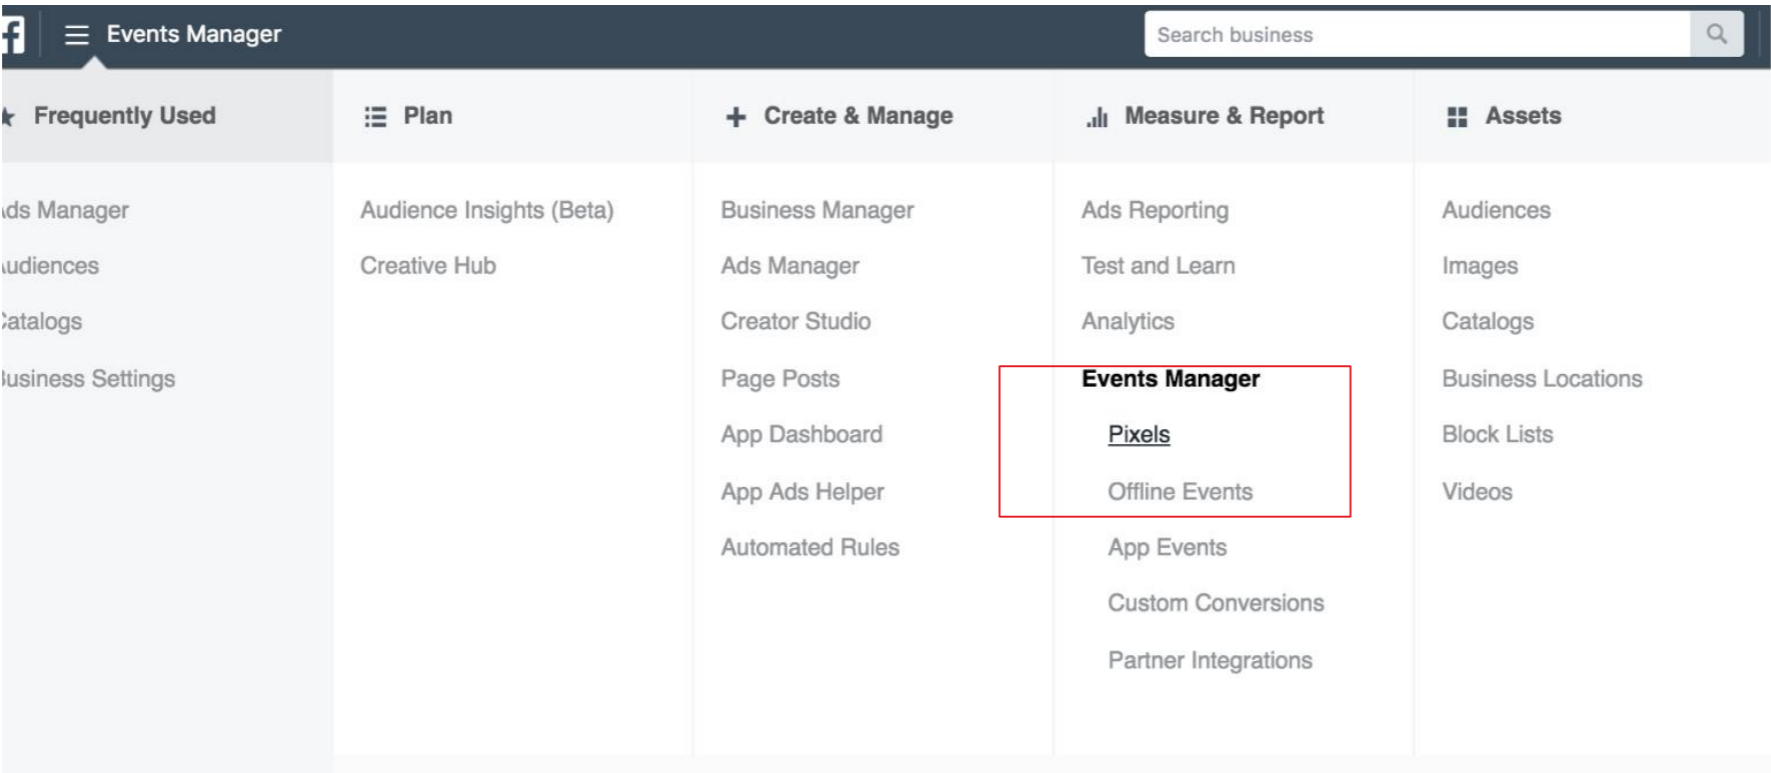 Events Manager
Search business
Frequently Used
Manager
Settings
Plan
Audience Insights (Beta)
Creative Hub
Create & Manage
Business Manager
Ads Manager
Creator Studio
Page Posts
App Dashboard
App Ads Helper
Automated Rules
Measure & Report
Ads Reporting
Test and Learn
Analytics
Events Manager
Pixels
Offline Events
App Events
Custom Conversions
Partner Integrations
Assets
Audiences
Images
Catalogs
Business Locations
Block Lists
Videos